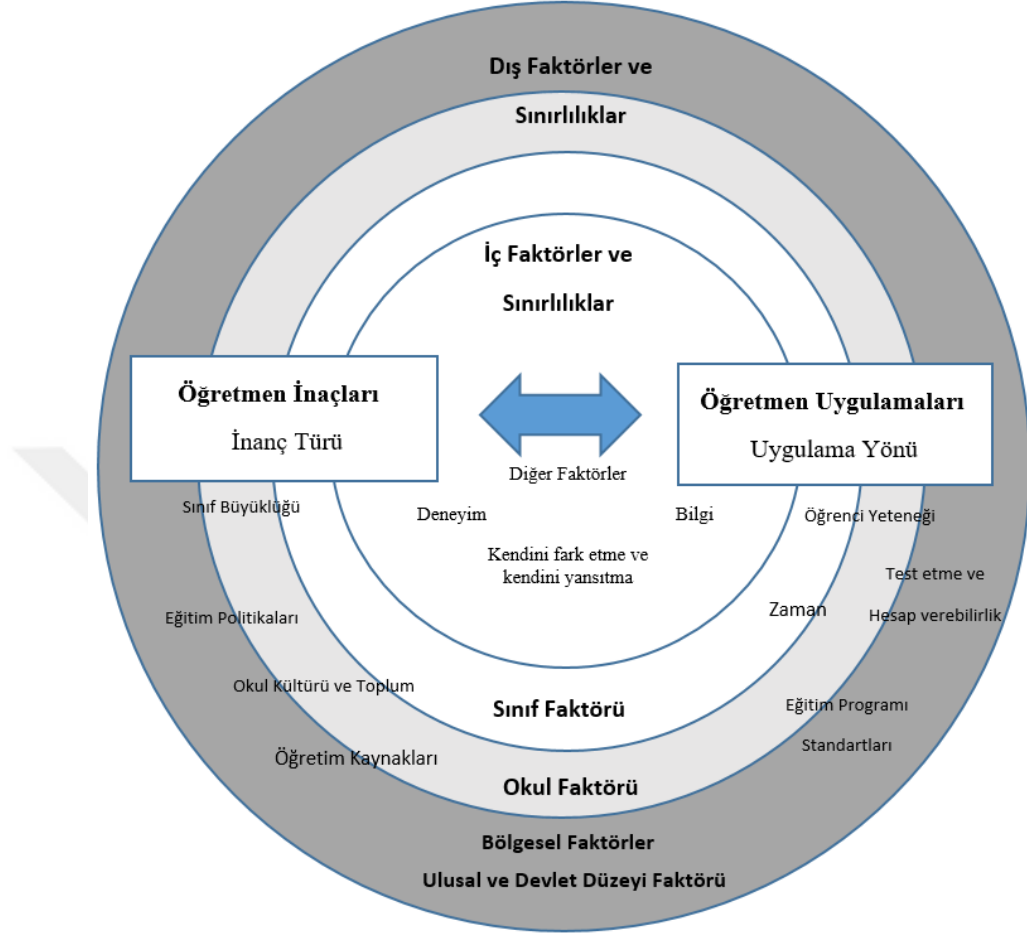 Dış Faktörler ve
Sınırlılıklar
İç Faktörler ve
Sınırlılıklar
Öğretmen İnaçları
İnanç Türü
Öğretmen Uygulamaları
Uygulama Yönü
Diğer Faktörler
Sınıf Büyüklüğü
Deneyim
Bilgi
Öğrenci Yeteneği
Kendini fark etme ve
kendini yansıtma
Test etme ve
Hesap verebilirlik
Zaman
Eğitim Politikaları
Okul Kültürü ve Toplum
Sınıf Faktörü
Eğitim Programı
Standartları
Öğretim Kaynakları
Okul Faktörü
Bölgesel Faktörler
Ulusal ve Devlet Düzeyi Faktörü